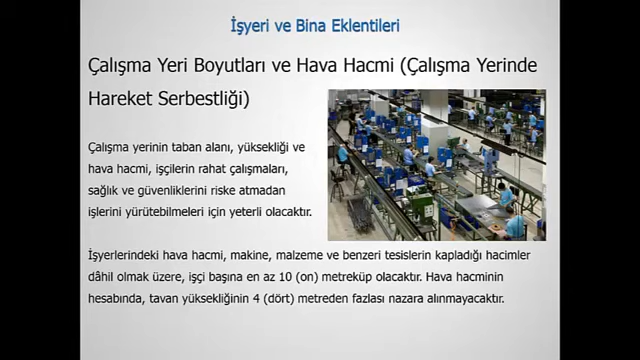 İşyeri ve Bina Eklentileri
Çalışma Yeri Boyutları ve Hava Hacmi (Çalışma Yerinde
Hareket Serbestliği)
Çalışma yerinin taban alanı, yüksekliği ve
hava hacmi, işçilerin rahat çalışmaları,
sağlık ve güvenliklerini riske atmadan
işlerini yürütebilmeleri için yeterli olacaktır.
İşyerlerindeki hava hacmi, makine, malzeme ve benzeri tesislerin kapladığı hacimler
dâhil olmak üzere, işçi başına en az 10 (on) metreküp olacaktır. Hava hacminin
hesabında, tavan yüksekliğinin 4 (dört) metreden fazlası nazara alınmayacaktır.